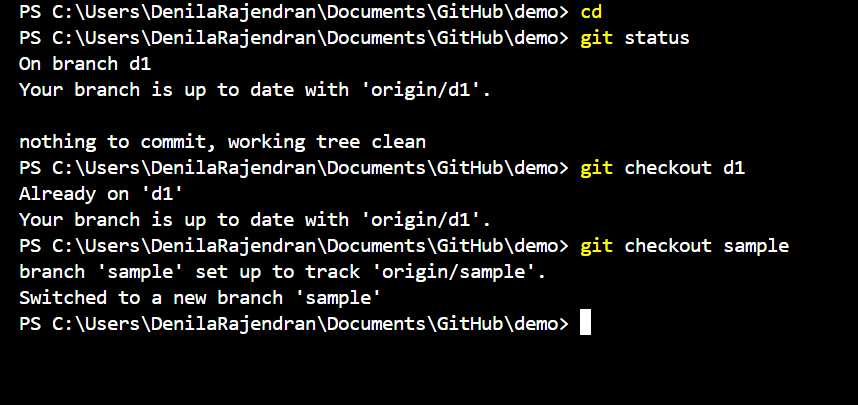 PS C:\Users\DenilaRajendran\Documents\GitHub\demo> cd
PS C:\Users\DenilaRajendran\Documents\GitHub\demo> git status
On branch d1
Your branch is up to date with 'origin/d1'.
nothing to commit, working tree clean
PS C:\Users\DenilaRajendran\Documents\GitHub\demo> git checkout d1
Already on 'd1'
Your branch is up to date with 'origin/d1'.
PS C:\Users\DenilaRajendran\Documents\GitHub\demo> git checkout sample
branch 'sample' set up to track 'origin/sample'.
Switched to a new branch 'sample'
PS C:\Users\DenilaRajendran\Documents\GitHub\demo>